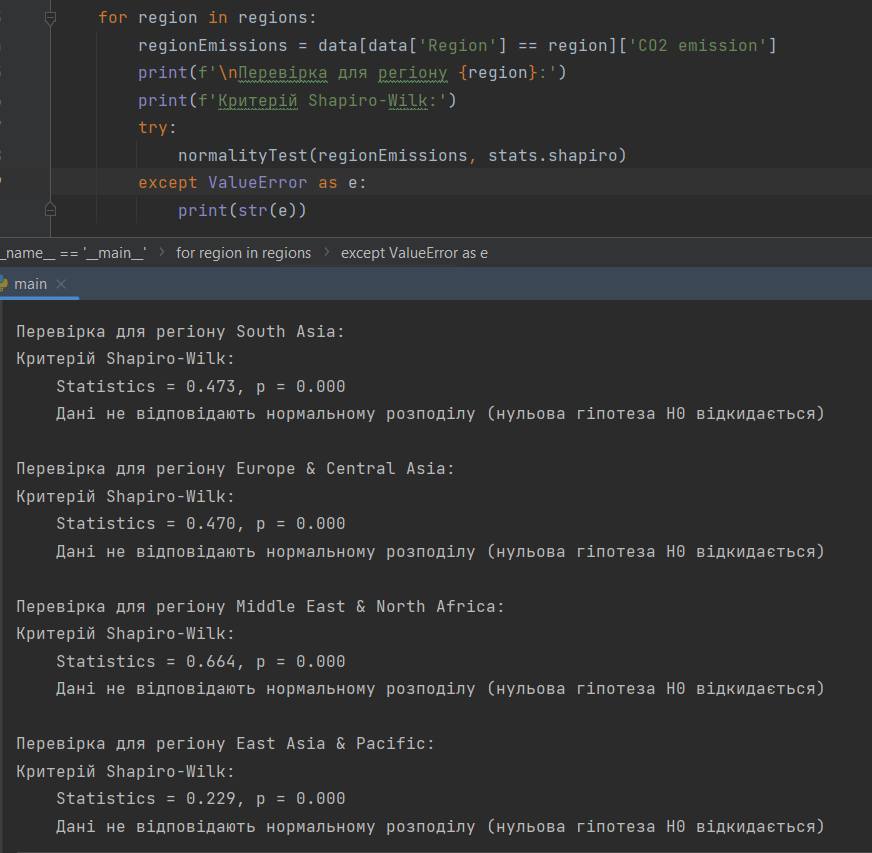 for region in regions:
regionEmissions = data[data['Region'] == region]['CO2 emission']
print(f'\nПеревірка для регіону {region}:')
print(f'Критерій Shapiro-Wilk:')
try:
normalityTest(regionEmissions, stats.shapiro)
except ValueError as e:
print(str(e))
_name__ == '__main__' › for region in regions › except ValueError as e
main ×
Перевірка для регіону South Asia:
Критерій Shapiro-Wilk:
Statistics = 0.473, p = 0.000
Дані не відповідають нормальному розподілу (нульова гіпотеза H0 відкидається)
Перевірка для регіону Europe & Central Asia:
Критерій Shapiro-Wilk:
Statistics = 0.470, p = 0.000
Дані не відповідають нормальному розподілу (нульова гіпотеза H0 відкидається)
Перевірка для регіону Middle East & North Africa:
Критерій Shapiro-Wilk:
Statistics = 0.664, p = 0.000
Дані не відповідають нормальному розподілу (нульова гіпотеза H0 відкидається)
Перевірка для регіону East Asia & Pacific:
Критерій Shapiro-Wilk:
Statistics = 0.229, p = 0.000
Дані не відповідають нормальному розподілу (нульова гіпотеза H0 відкидається)